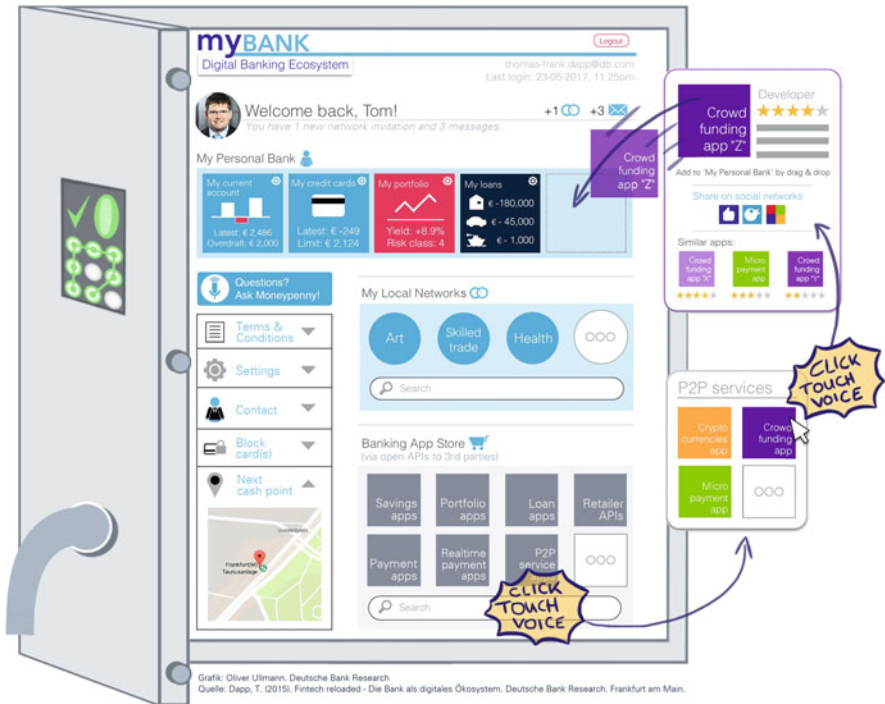 myBANK
Logout
Digital Banking Ecosystem
thomas-frank.dapp@db.com
Last login: 23-05-2017, 11.25pm
Welcome back, Tom!
+1
+3
You have 1 new network invitation and 3 messages.
My Personal Bank
My current
account
Latest: € 2,486
Overdraft: € 2,000
My credit cards
Latest: € -249
Limit: € 2,124
My portfolio
Yield: +8.9%
Risk class: 4
My loans
€ -180,000
€ - 45,000
€ - 1,000
Crowd
funding
app "Z"
Crowd
funding
app "Z"
Developer
Add to 'My Personal Bank' by drag & drop
Share on social networks
Similar apps:
Crowd
funding
app "X"
Micro
payment
app
Crowd
funding
app "Y"
Questions?
Ask Moneypenny!
Terms &
Conditions
Settings
Contact
Block
card(s)
Next
cash point
Frankfurt(M)
Taunusanlage
My Local Networks
Art
Skilled
trade
Health
Search
CLICK
TOUCH
VOICE
P2P services
Crypto
currencies
app
Crowd
funding
app
Micro
payment
app
Banking App Store
(via open APIs to 3rd parties)
Savings
apps
Portfolio
apps
Loan
apps
Retailer
APIs
Payment
apps
Realtime
payment
apps
P2P
service
Search
CLICK
TOUCH
VOICE
Grafik: Oliver Ullmann. Deutsche Bank Research
Quelle: Dapp, T. (2015). Fintech reloaded - Die Bank als digitales Ökosystem. Deutsche Bank Research. Frankfurt am Main.